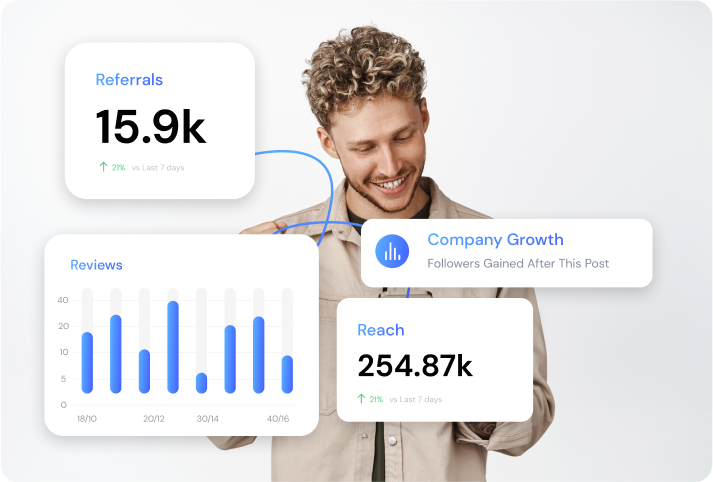 Referrals
15.9k
21% vs Last 7 days
Company Growth
Followers Gained After This Post
Reviews
40
20
10
5
0
18/10 20/12 30/14 40/16
Reach
254.87k
21% vs Last 7 days